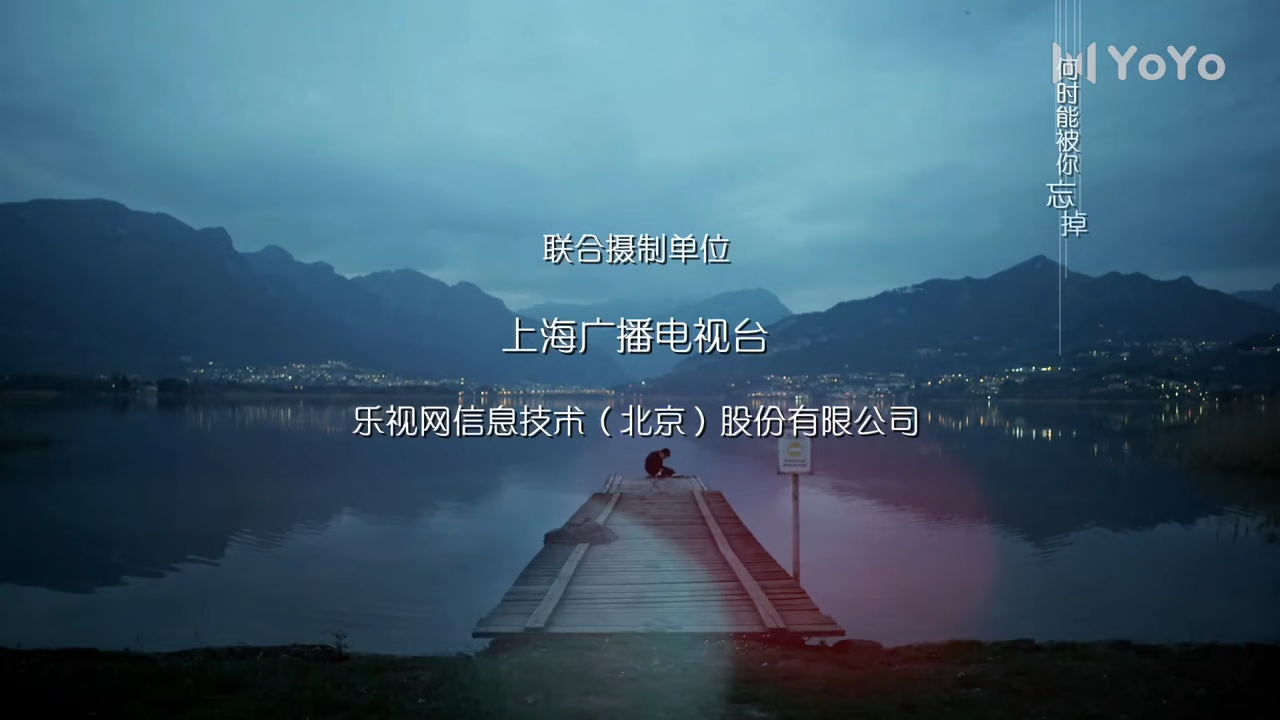 YoYo
何时能被你忘掉
联合摄制单位
上海广播电视台
乐视网信息技术（北京）股份有限公司